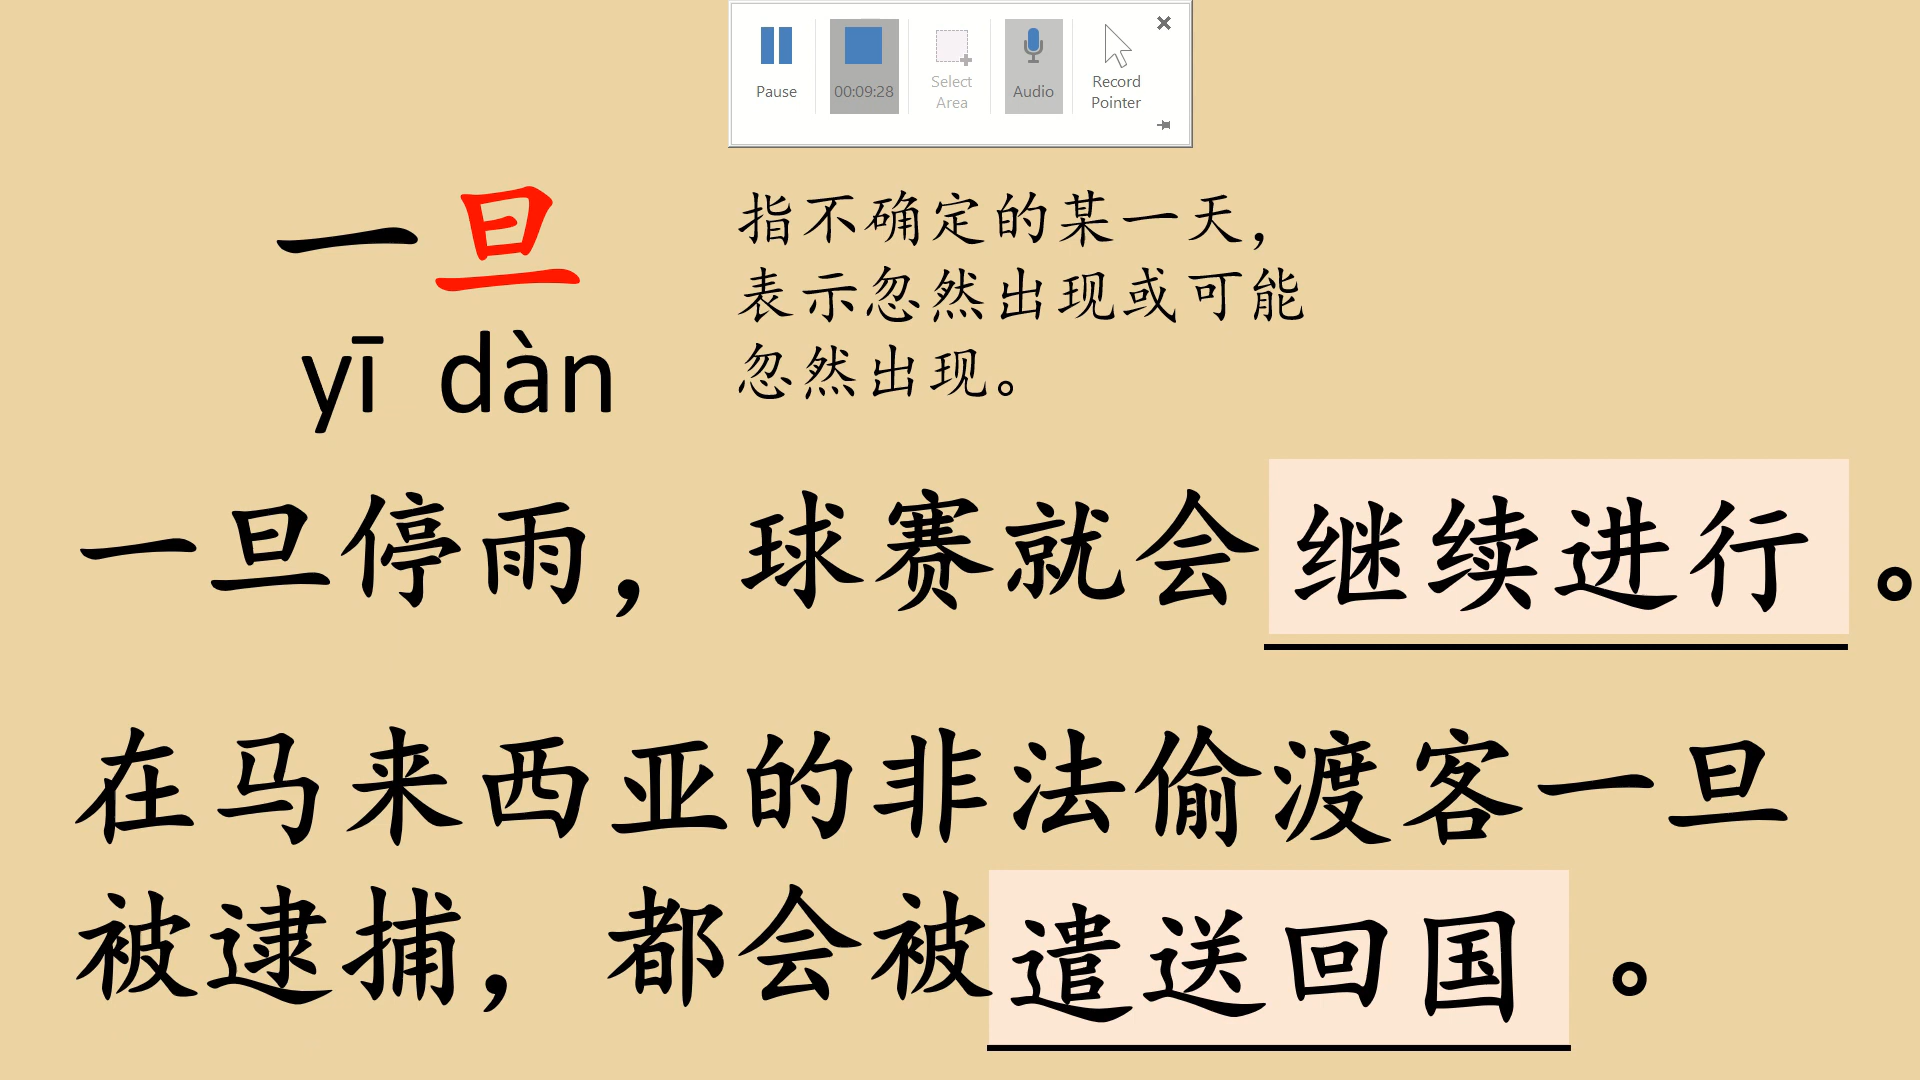 Pause
00:09:28
Select
Area
Audio
Record
Pointer
一旦
yī dàn
指不确定的某一天，
表示忽然出现或可能
忽然出现。
一旦停雨，球赛就会继续进行。
在马来西亚的非法偷渡客一旦
被逮捕，都会被遣送回国。